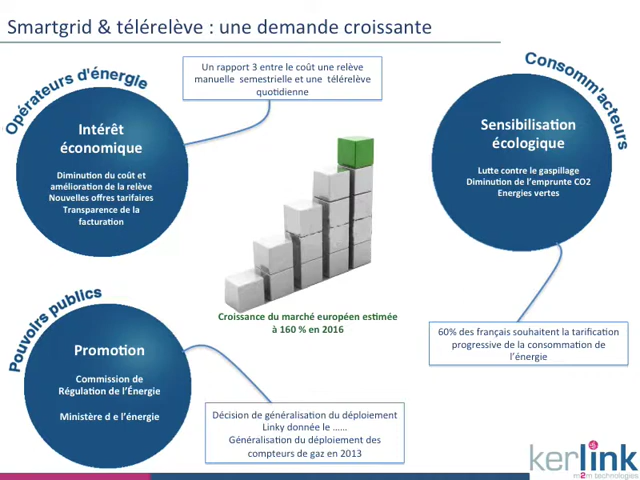 Smartgrid & télérelève : une demande croissante
Un rapport 3 entre le coût une relève
manuelle semestrielle et une télérelève
quotidienne
Opérateurs d'énergie
Intérêt
économique
Diminution du coût et
amélioration de la relève
Nouvelles offres tarifaires
Transparence de la
facturation
Consomm'acteurs
Sensibilisation
écologique
Lutte contre le gaspillage
Diminution de l'emprunte CO2
Energies vertes
Croissance du marché européen estimée
à 160 % en 2016
60% des français souhaitent la tarification
progressive de la consommation de
l'énergie
Pouvoirs publics
Promotion
Commission de
Régulation de l'Énergie
Ministère d e l'énergie
Décision de généralisation du déploiement
Linky donnée le ......
Généralisation du déploiement des
compteurs de gaz en 2013
kerlink
m2m technologies